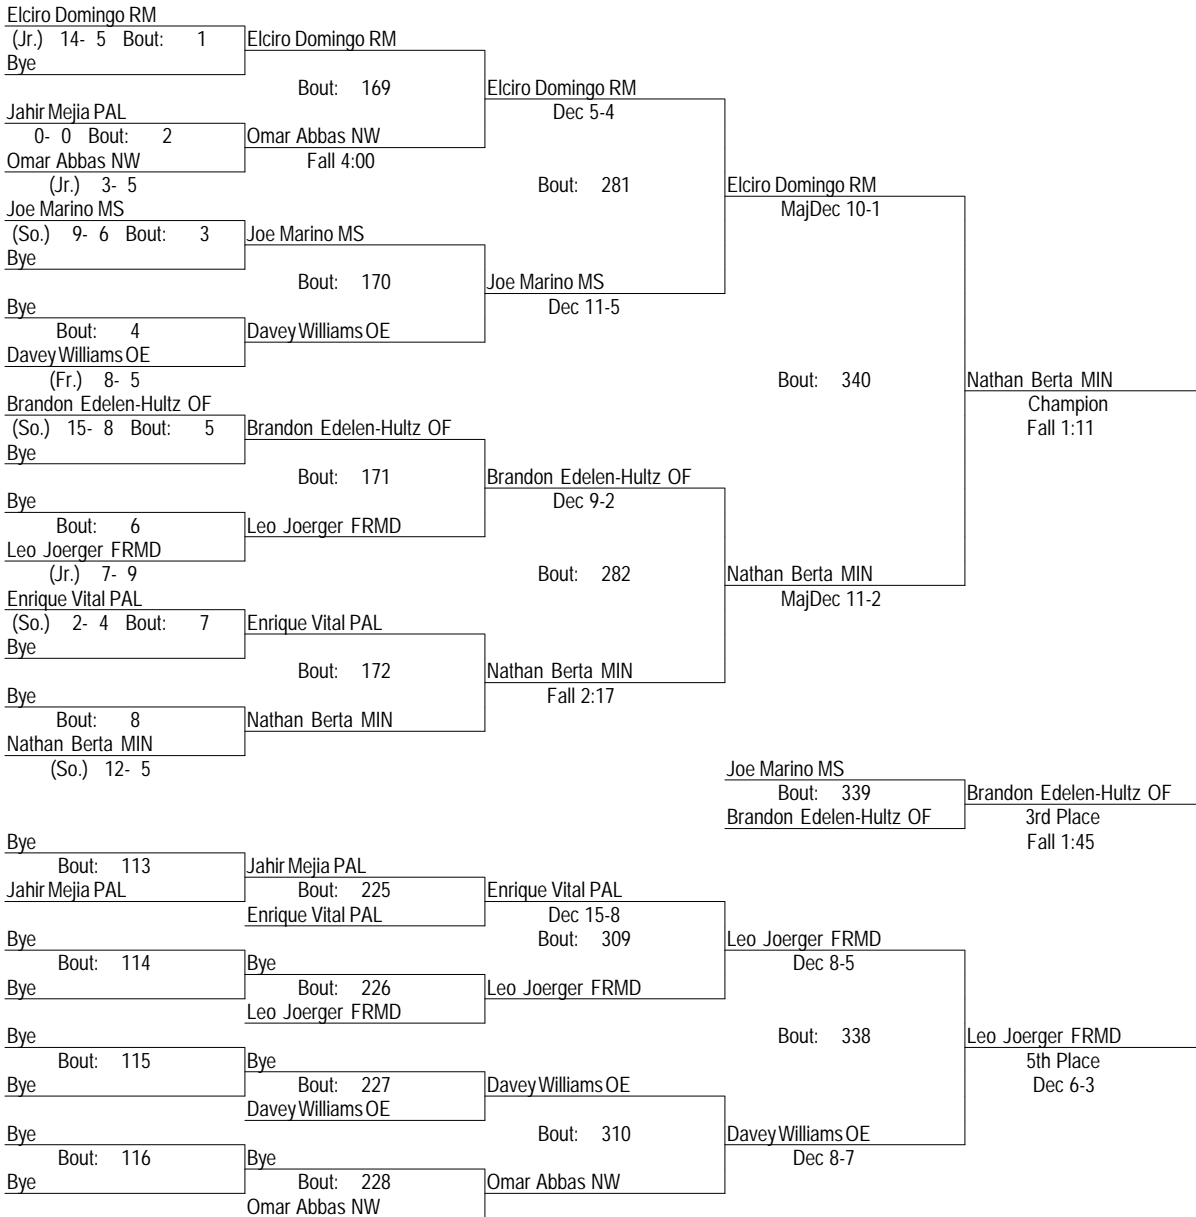 Elciro Domingo RM
(Jr.) 14- 5 Bout: 1 Elciro Domingo RM
Bye
Bout: 169 Elciro Domingo RM
Jahir Mejia PAL Dec 5-4
0- 0 Bout: 2 Omar Abbas NW
Omar Abbas NW Fall 4:00
(Jr.) 3- 5 Bout: 281 Elciro Domingo RM
Joe Marino MS MajDec 10-1
(So.) 9- 6 Bout: 3 Joe Marino MS
Bye
Bout: 170 Joe Marino MS
Bye Dec 11-5
Bout: 4 Davey Williams OE
Davey Williams OE
(Fr.) 8- 5 Bout: 340 Nathan Berta MIN
Brandon Edelen-Hultz OF Champion
(So.) 15- 8 Bout: 5 Brandon Edelen-Hultz OF Fall 1:11
Bye
Bout: 171 Brandon Edelen-Hultz OF
Bye Dec 9-2
Bout: 6 Leo Joerger FRMD
Leo Joerger FRMD
(Jr.) 7- 9 Bout: 282 Nathan Berta MIN
Enrique Vital PAL MajDec 11-2
(So.) 2- 4 Bout: 7 Enrique Vital PAL
Bye
Bout: 172 Nathan Berta MIN
Bye Fall 2:17
Bout: 8 Nathan Berta MIN
Nathan Berta MIN
(So.) 12- 5 Joe Marino MS
Bout: 339 Brandon Edelen-Hultz OF
Brandon Edelen-Hultz OF 3rd Place
Bye Fall 1:45
Bout: 113 Jahir Mejia PAL
Jahir Mejia PAL Bout: 225 Enrique Vital PAL
Enrique Vital PAL Dec 15-8
Bye Bout: 309 Leo Joerger FRMD
Bout: 114 Bye Dec 8-5
Bye Bout: 226 Leo Joerger FRMD
Leo Joerger FRMD
Bye Bout: 338 Leo Joerger FRMD
Bout: 115 Bye 5th Place
Bye Bout: 227 Davey Williams OE Dec 6-3
Davey Williams OE
Bye Bout: 310 Davey Williams OE
Bout: 116 Bye Dec 8-7
Bye Bout: 228 Omar Abbas NW
Omar Abbas NW